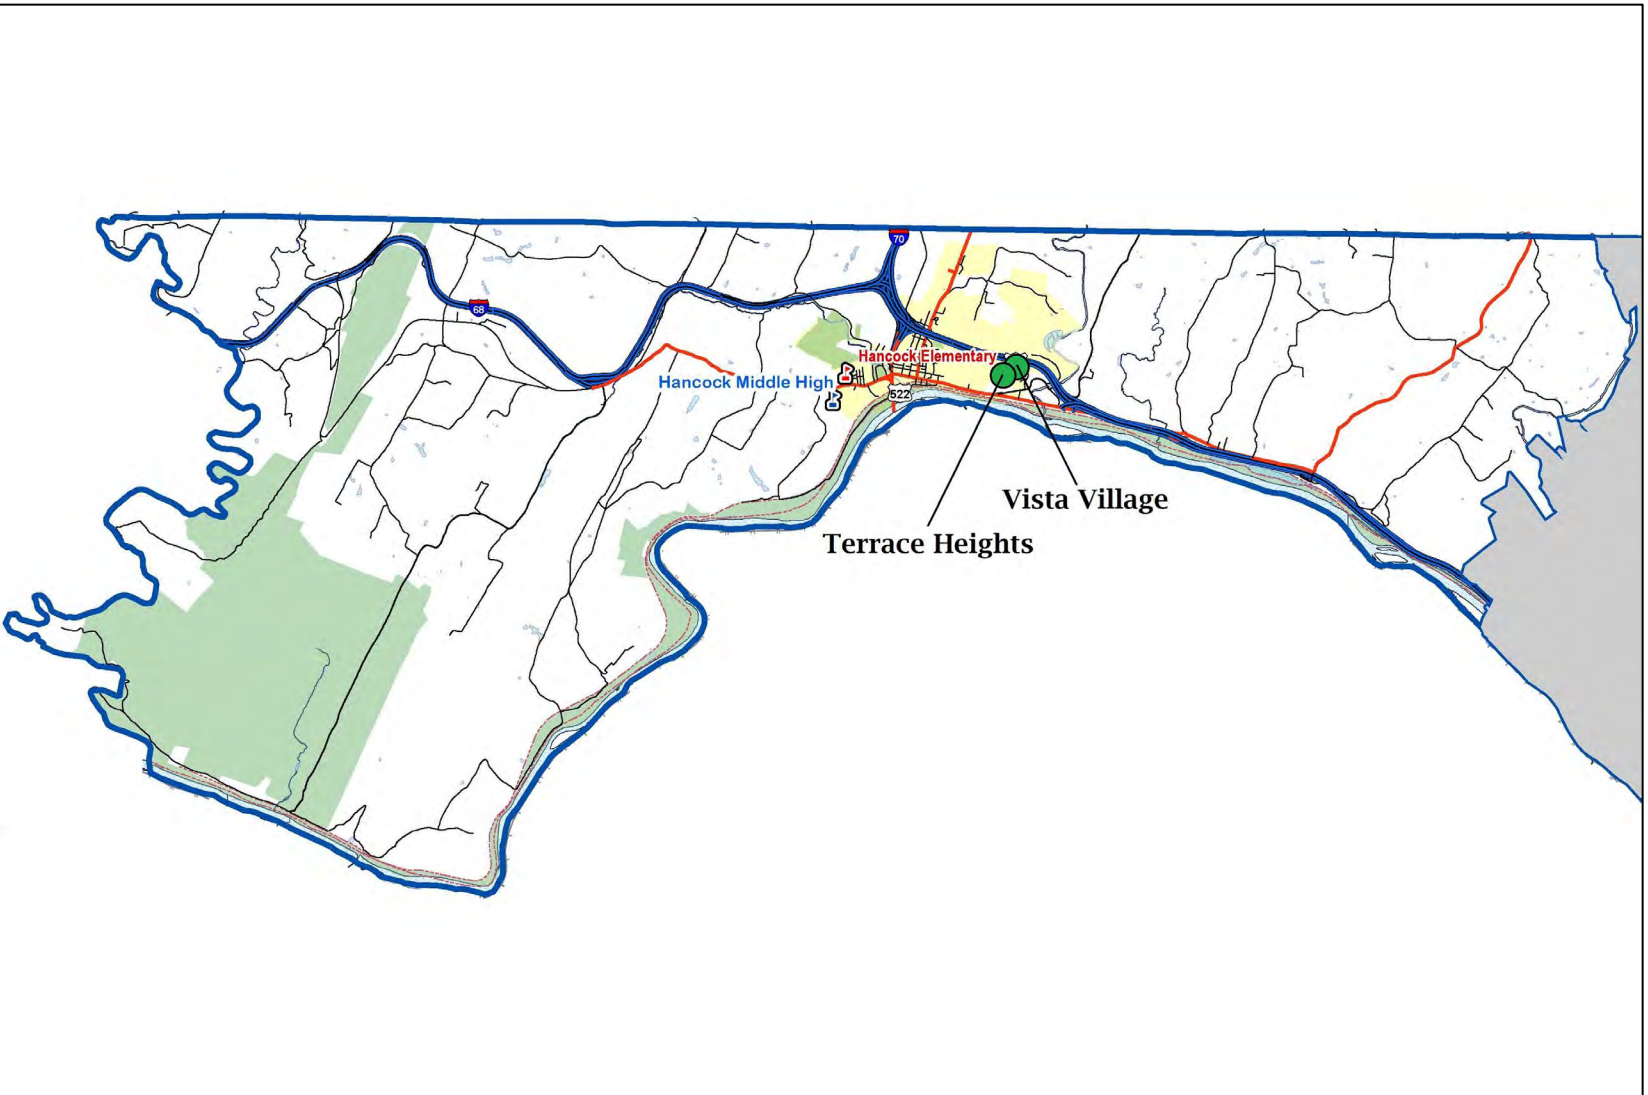 70
68
Hancock Elementary
Hancock Middle High
522
Vista Village
Terrace Heights